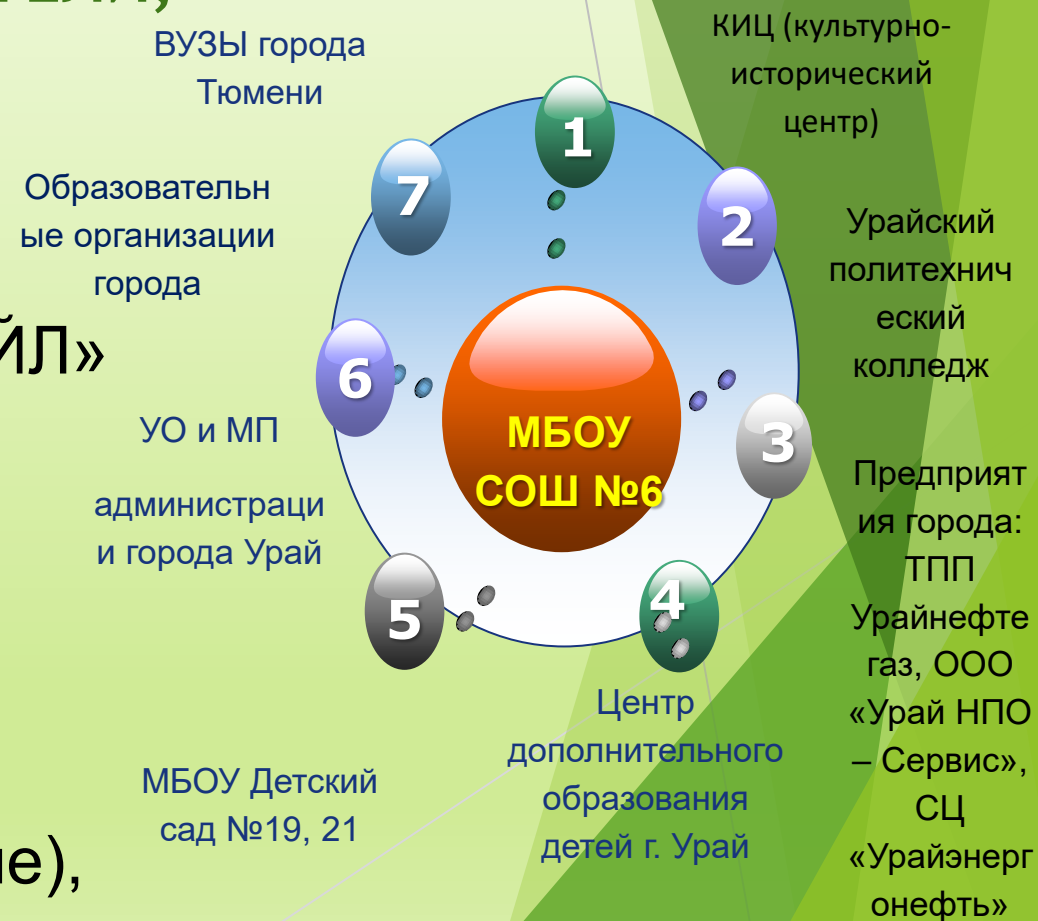 ВУЗЫ города
Тюмени
КИЦ (культурно-
исторический
центр)
1
7
2
Образовательн
ые организации
города
Урайский
политехнич
еский
колледж
ЙЛ»
6
МБОУ
СОШ №6
3
УО и МП
администраци
и города Урай
Предприят
ия города:
ТПП
Урайнефте
газ, ООО
«Урай НПО
– Сервис»,
СЦ
«Урайэнерг
онефть»
5
4
Центр
дополнительного
образования
детей г. Урай
МБОУ Детский
сад №19, 21
е),